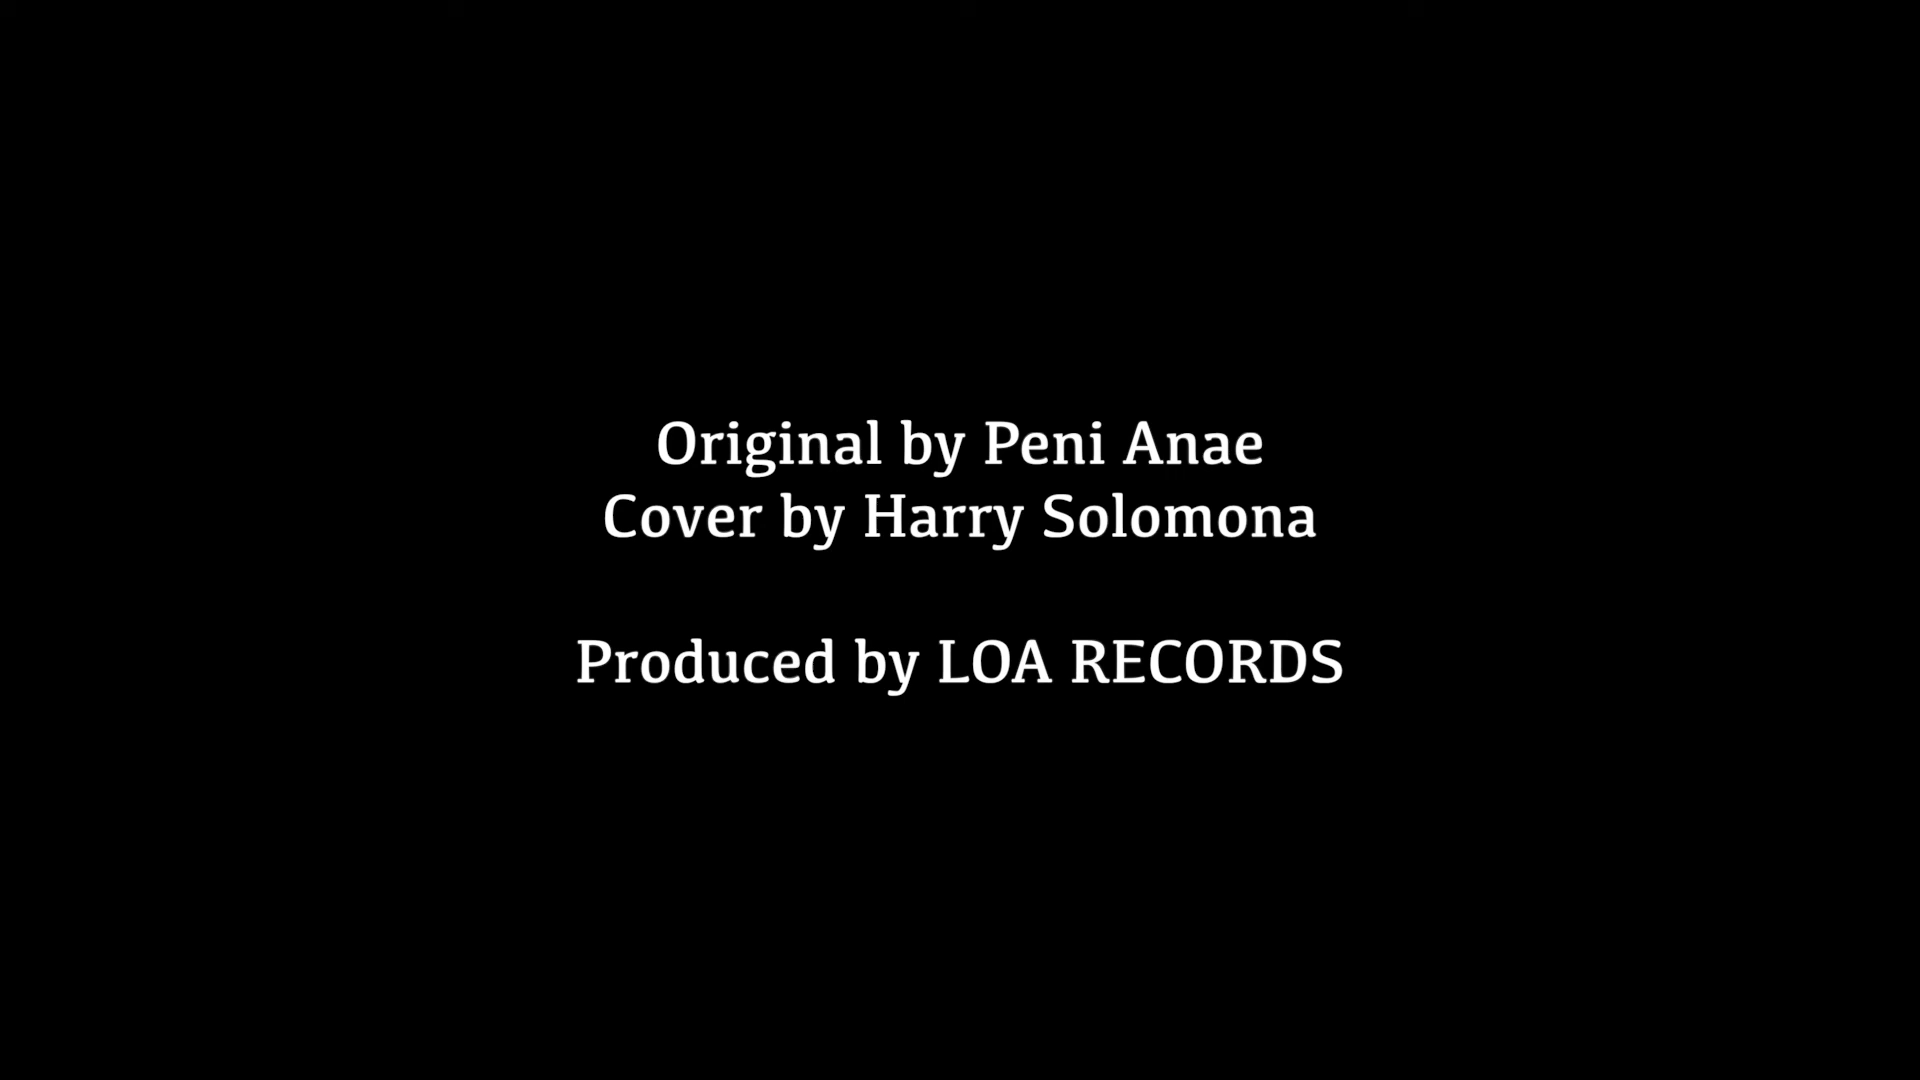 Original by Peni Anae
Cover by Harry Solomona
Produced by LOA RECORDS